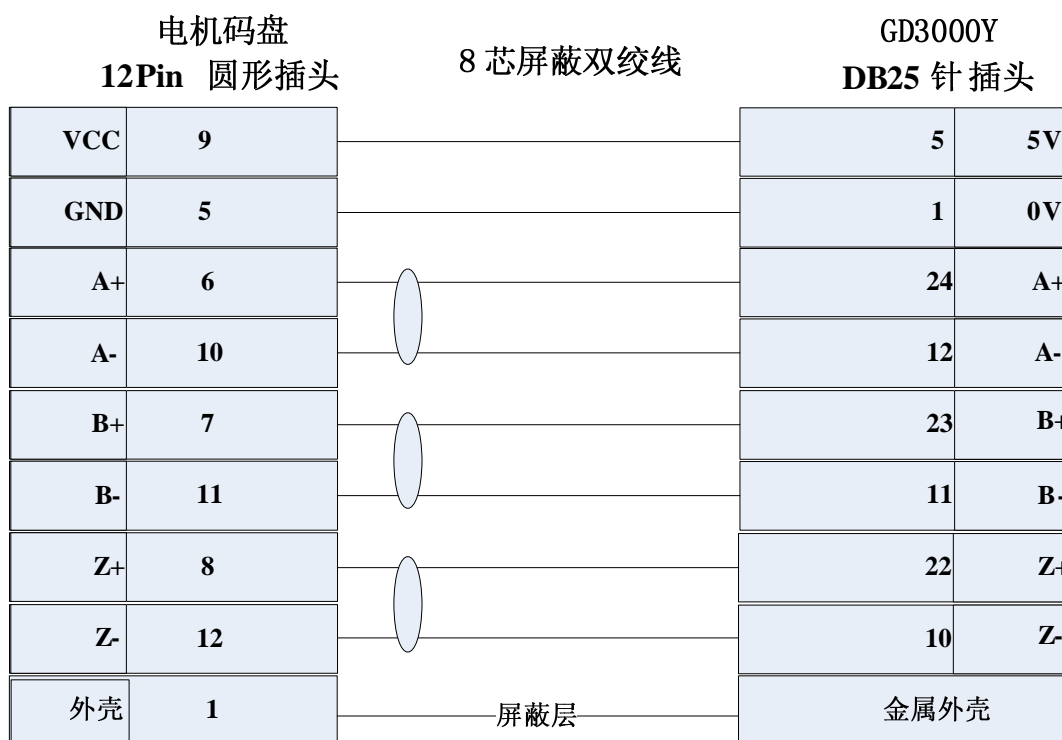 电机码盘
12Pin 圆形插头
8芯屏蔽双绞线
GD3000Y
DB25 针插头
VCC 9 5 5V
GND 5 1 0V
A+ 6 24 A+
A- 10 12 A-
B+ 7 23 B+
B- 11 11 B-
Z+ 8 22 Z+
Z- 12 10 Z-
外壳 1 屏蔽层 金属外壳